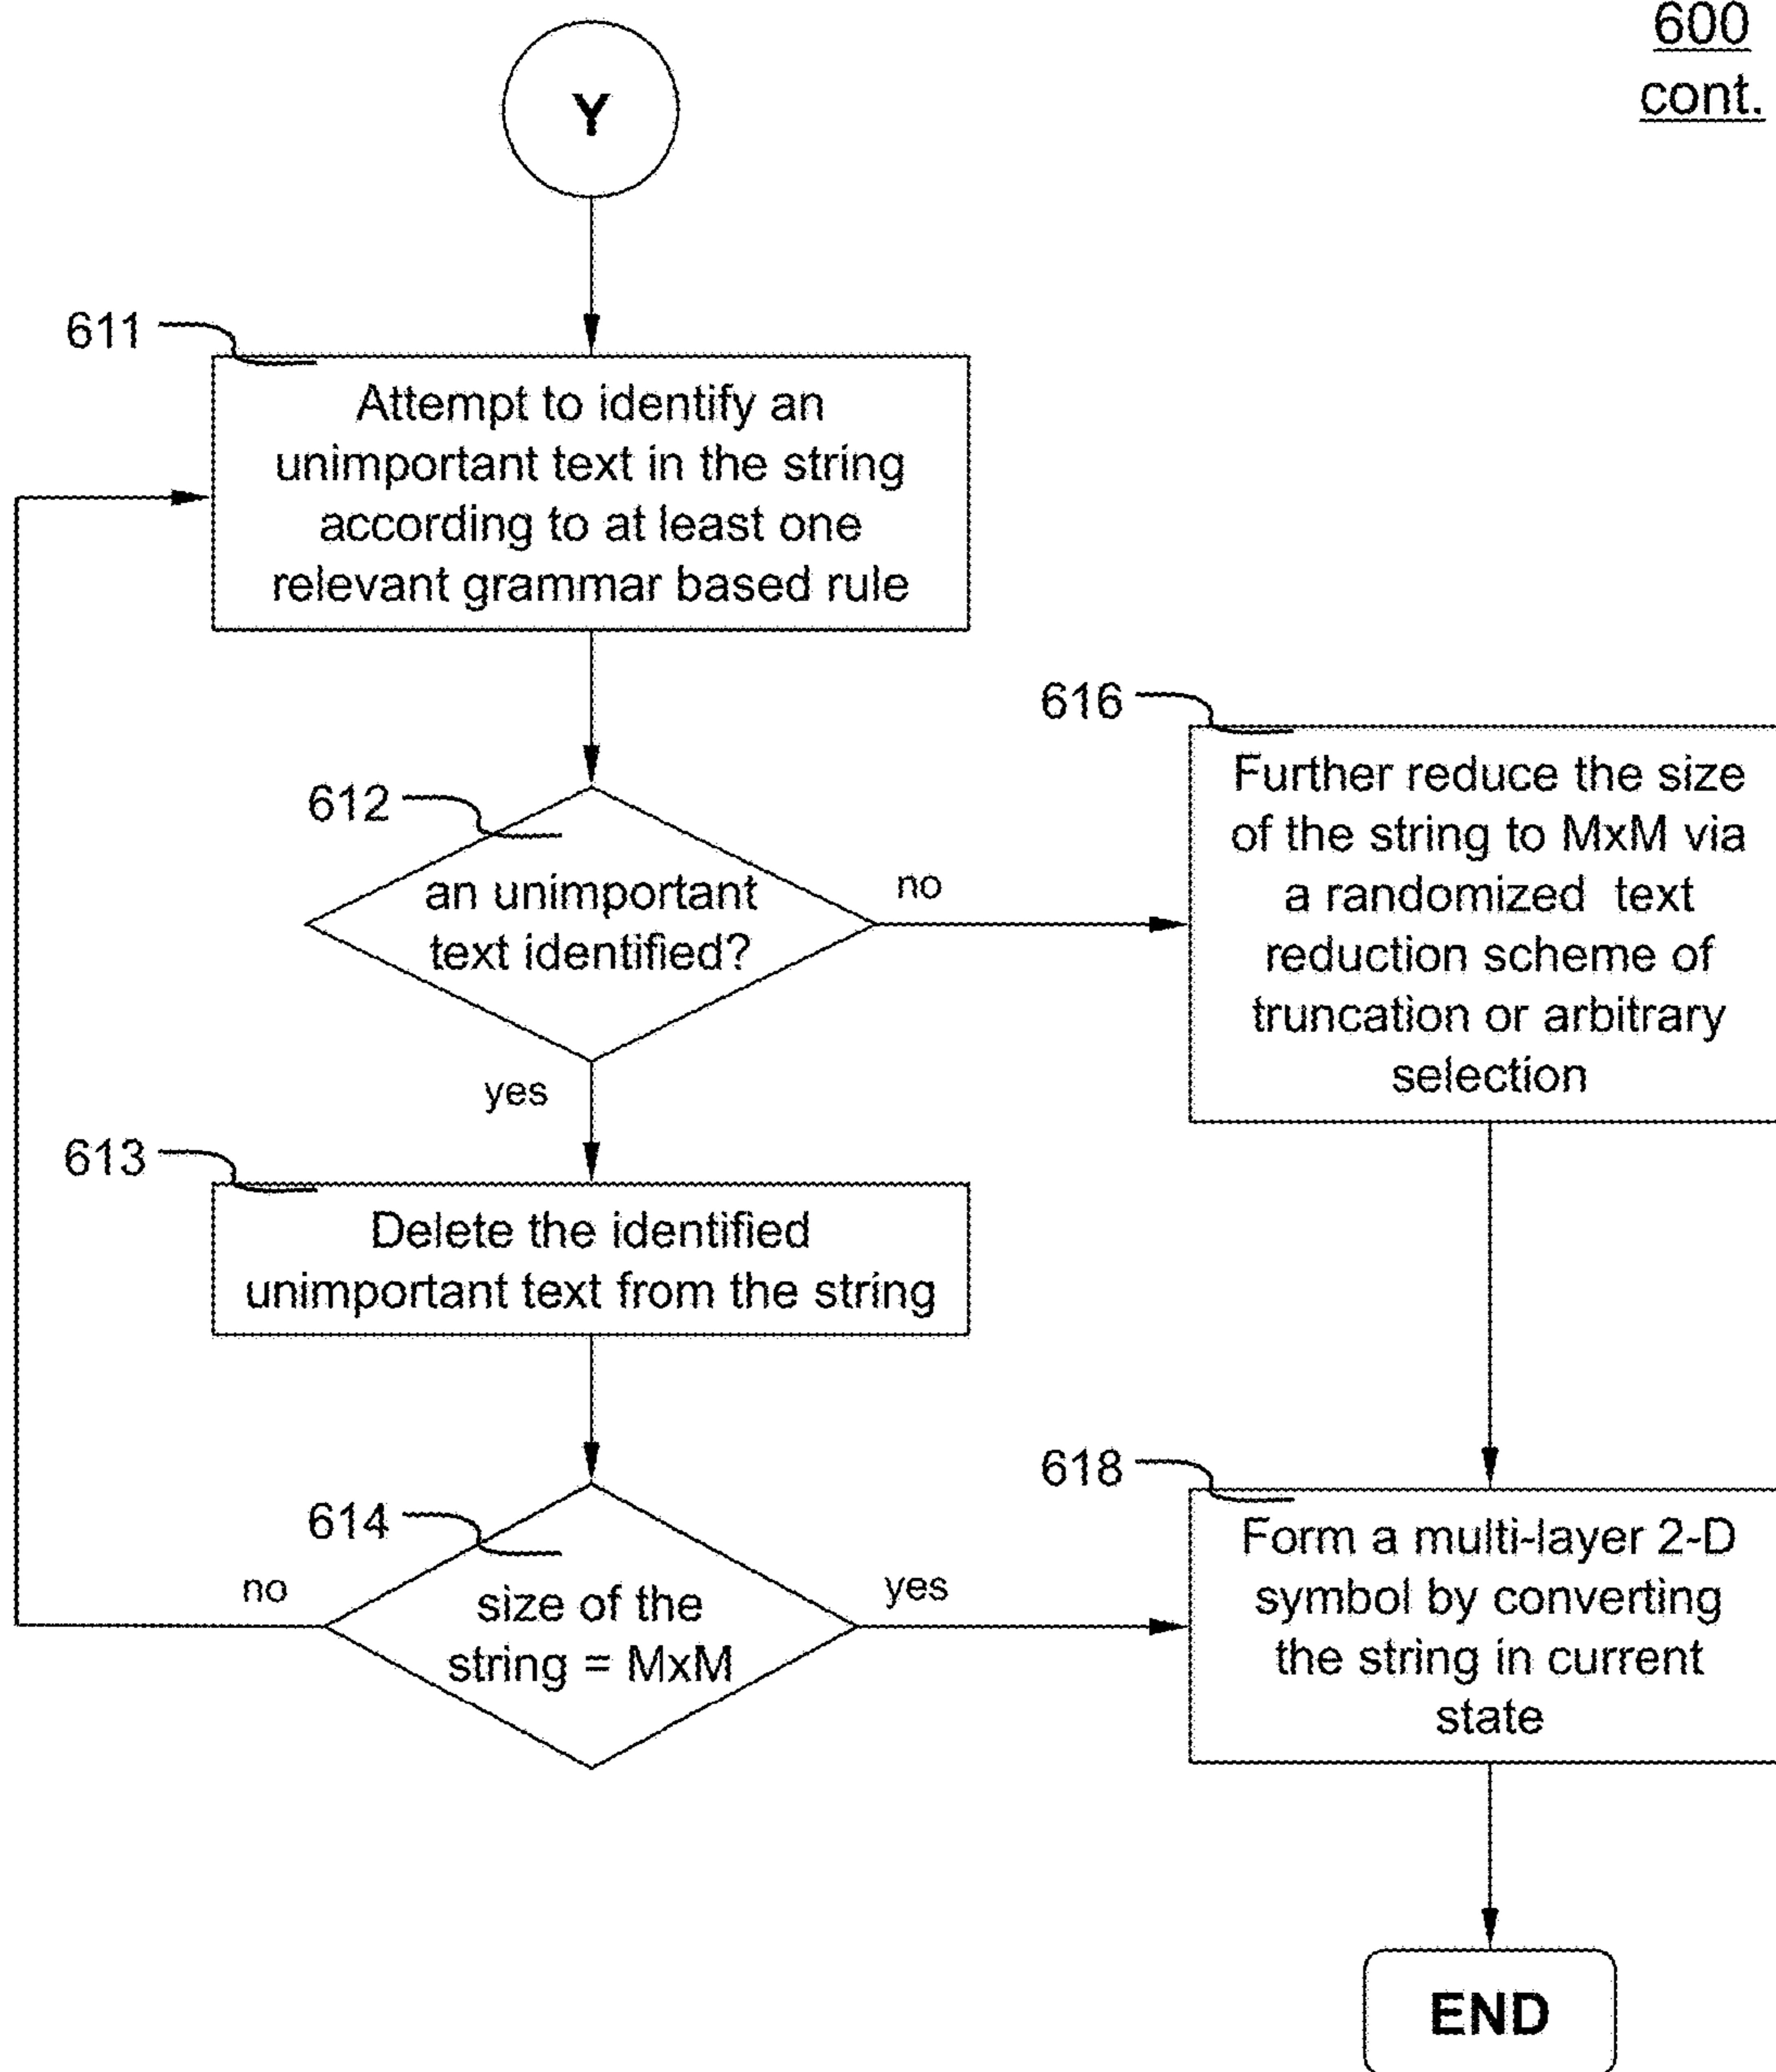 600
cont.
Y
611
Attempt to identify an
unimportant text in the string
according to at least one
relevant grammar based rule
612
an unimportant
text identified?
no
yes
616
Further reduce the size
of the string to MxM via
a randomized text
reduction scheme of
truncation or arbitrary
selection
613
Delete the identified
unimportant text from the string
614
size of the
string = MxM
no
yes
618
Form a multi-layer 2-D
symbol by converting
the string in current
state
END